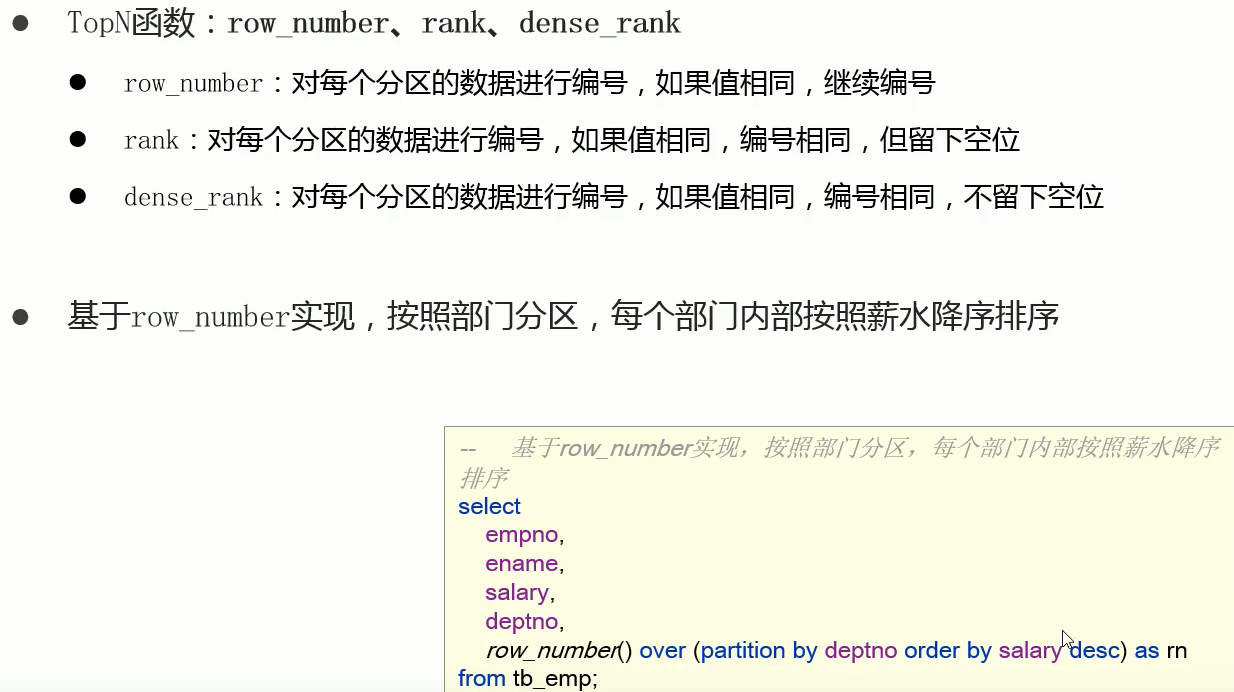 ● TopN函数：row_number、rank、dense_rank
● row_number：对每个分区的数据进行编号，如果值相同，继续编号
● rank：对每个分区的数据进行编号，如果值相同，编号相同，但留下空位
● dense_rank：对每个分区的数据进行编号，如果值相同，编号相同，不留下空位
● 基于row_number实现，按照部门分区，每个部门内部按照薪水降序排序
-- 基于row_number实现，按照部门分区，每个部门内部按照薪水降序
排序
select
empno,
ename,
salary,
deptno,
row_number() over (partition by deptno order by salary desc) as rn
from tb_emp;